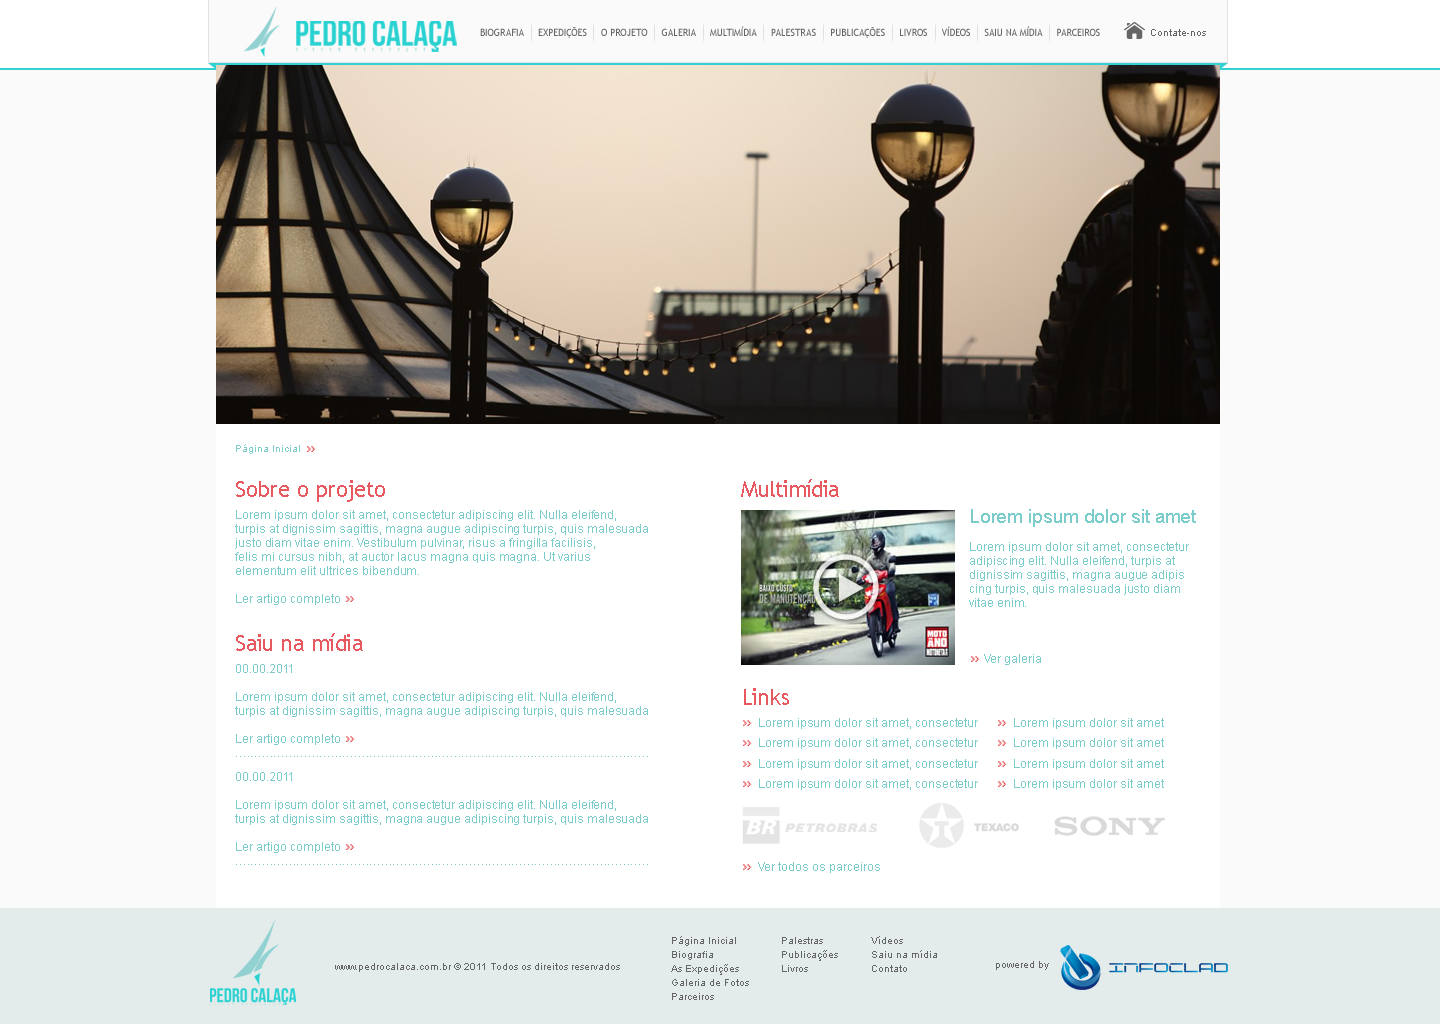 PEDRO CALAÇA
BIOGRAFIA EXPEDIÇÕES O PROJETO GALERIA MULTIMÍDIA PALESTRAS PUBLICAÇÕES LIVROS VÍDEOS SAIU NA MÍDIA PARCEIROS Contate-nos
Página Inicial »
Sobre o projeto
Lorem ipsum dolor sit amet, consectetur adipiscing elit. Nulla eleifend,
turpis at dignissim sagittis, magna augue adipiscing turpis, quis malesuada
justo diam vitae enim. Vestibulum pulvinar, risus a fringilla facilisis,
felis mi cursus nibh, at auctor lacus magna quis magna. Ut varius
elementum elit ultrices bibendum.
Ler artigo completo »
Saiu na mídia
00.00.2011
Lorem ipsum dolor sit amet, consectetur adipiscing elit. Nulla eleifend,
turpis at dignissim sagittis, magna augue adipiscing turpis, quis malesuada
Ler artigo completo »
00.00.2011
Lorem ipsum dolor sit amet, consectetur adipiscing elit. Nulla eleifend,
turpis at dignissim sagittis, magna augue adipiscing turpis, quis malesuada
Ler artigo completo »
Multimídia
BAIXO CUSTO
DE MANUTENÇÃO
MOTO
DO ANO
Lorem ipsum dolor sit amet
Lorem ipsum dolor sit amet, consectetur
adipiscing elit. Nulla eleifend, turpis at
dignissim sagittis, magna augue adipis
cing turpis, quis malesuada justo diam
vitae enim.
» Ver galeria
Links
» Lorem ipsum dolor sit amet, consectetur » Lorem ipsum dolor sit amet
» Lorem ipsum dolor sit amet, consectetur » Lorem ipsum dolor sit amet
» Lorem ipsum dolor sit amet, consectetur » Lorem ipsum dolor sit amet
» Lorem ipsum dolor sit amet, consectetur » Lorem ipsum dolor sit amet
BR PETROBRAS T TEXACO SONY
» Ver todos os parceiros
PEDRO CALAÇA
www.pedrocalaca.com.br © 2011 Todos os direitos reservados
Página Inicial
Biografia
As Expedições
Galeria de Fotos
Parceiros
Palestras
Publicações
Livros
Vídeos
Saiu na mídia
Contato
powered by INFOCLAD